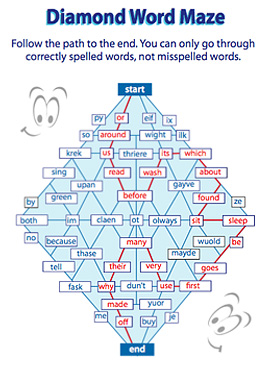 Diamond Word Maze
Follow the path to the end. You can only go through
correctly spelled words, not misspelled words.
start
py or elf ix
so around wight ilk
krek us thriere its which
sing read wash about
upan gayve
by green before found ze
both im claen ot olways sit sleep
no because many wuold be
thase mayde
tell their very goes
fask why dun't use first
made yuor
me off buy je
end